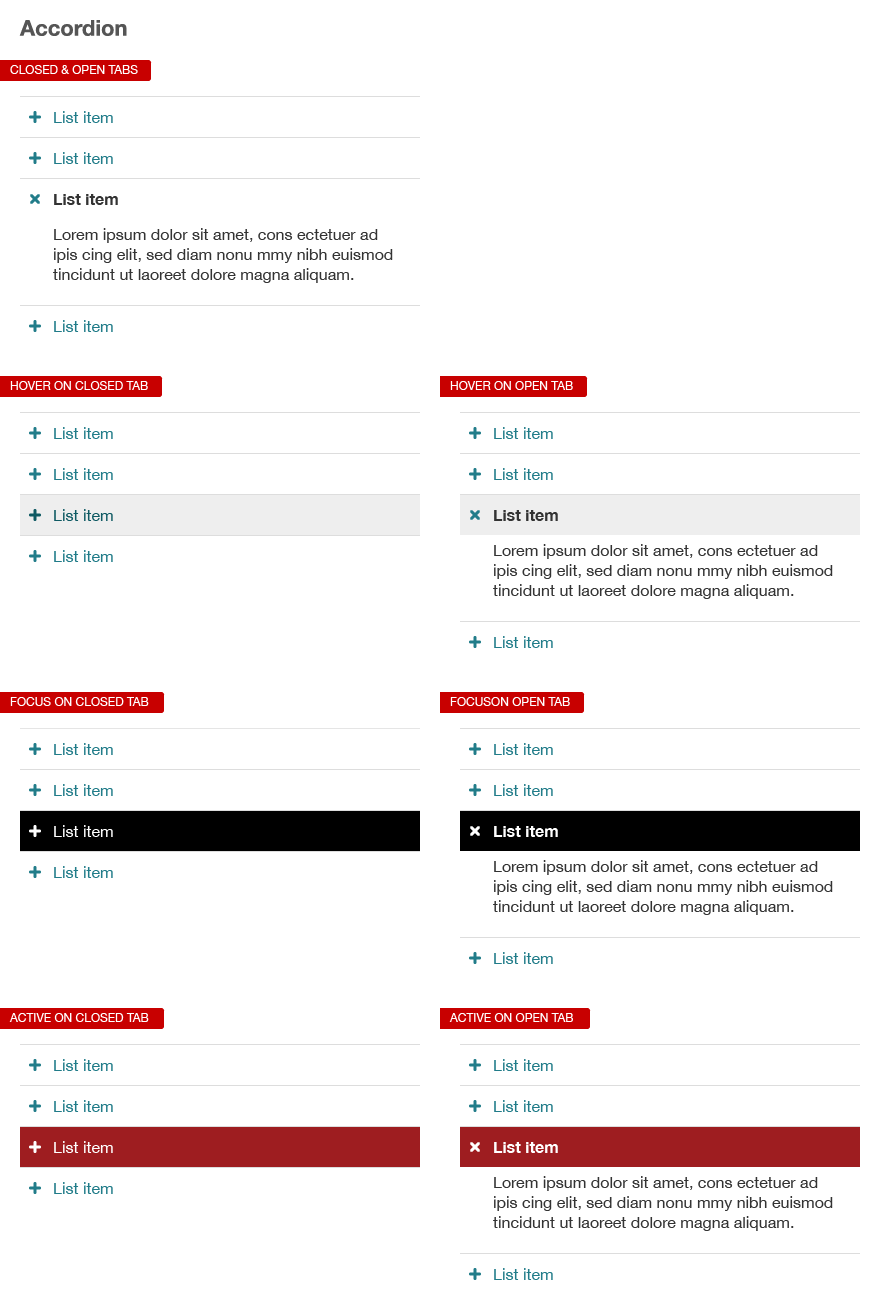 Accordion
CLOSED & OPEN TABS
List item
List item
List item
Lorem ipsum dolor sit amet, cons ectetuer ad
ipis cing elit, sed diam nonu mmy nibh euismod
tincidunt ut laoreet dolore magna aliquam.
List item
HOVER ON CLOSED TAB
List item
List item
List item
List item
HOVER ON OPEN TAB
List item
List item
List item
Lorem ipsum dolor sit amet, cons ectetuer ad
ipis cing elit, sed diam nonu mmy nibh euismod
tincidunt ut laoreet dolore magna aliquam.
List item
FOCUS ON CLOSED TAB
List item
List item
List item
List item
FOCUSON OPEN TAB
List item
List item
List item
Lorem ipsum dolor sit amet, cons ectetuer ad
ipis cing elit, sed diam nonu mmy nibh euismod
tincidunt ut laoreet dolore magna aliquam.
List item
ACTIVE ON CLOSED TAB
List item
List item
List item
List item
ACTIVE ON OPEN TAB
List item
List item
List item
Lorem ipsum dolor sit amet, cons ectetuer ad
ipis cing elit, sed diam nonu mmy nibh euismod
tincidunt ut laoreet dolore magna aliquam.
List item